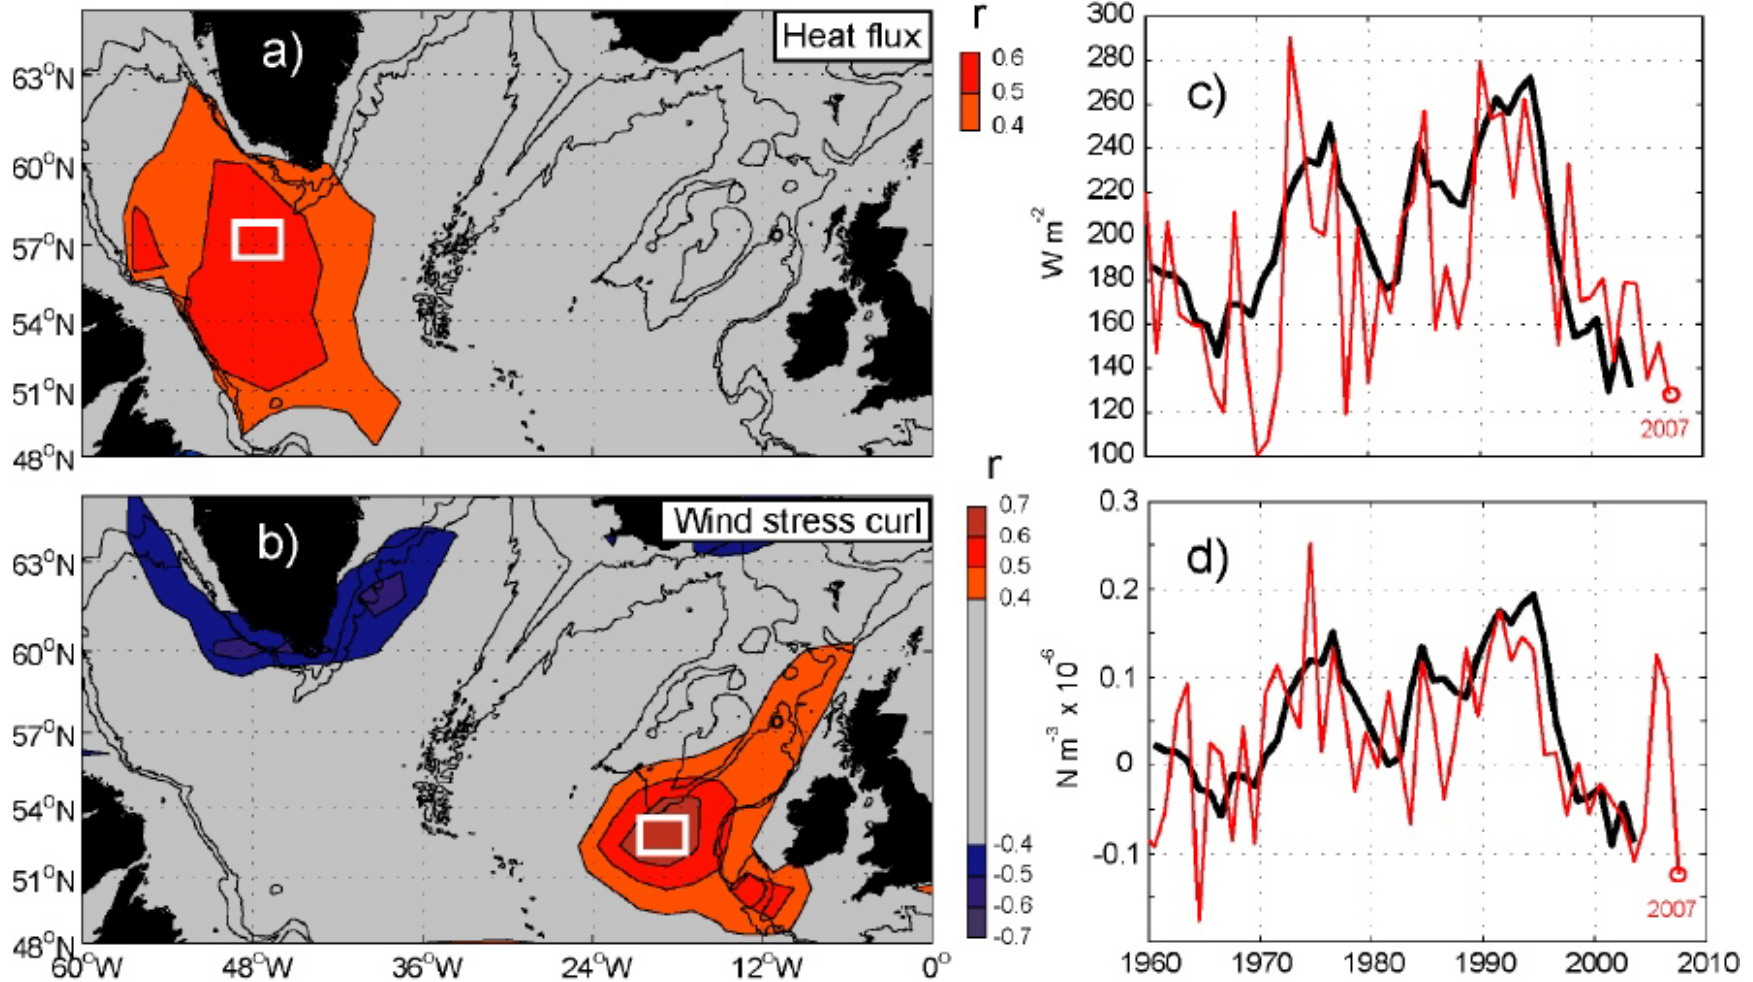 a)
Heat flux
63°N
60°N
57°N
54°N
51°N
48°N
r
0.6
0.5
0.4
c)
W m-2
300
280
260
240
220
200
180
160
140
120
100
2007
b)
Wind stress curl
63°N
60°N
57°N
54°N
51°N
48°N
60°W
48°W
36°W
24°W
12°W
0°
r
0.7
0.6
0.5
0.4
-0.4
-0.5
-0.6
-0.7
d)
N m-3 x 10-6
0.3
0.2
0.1
0
-0.1
2007
1960
1970
1980
1990
2000
2010